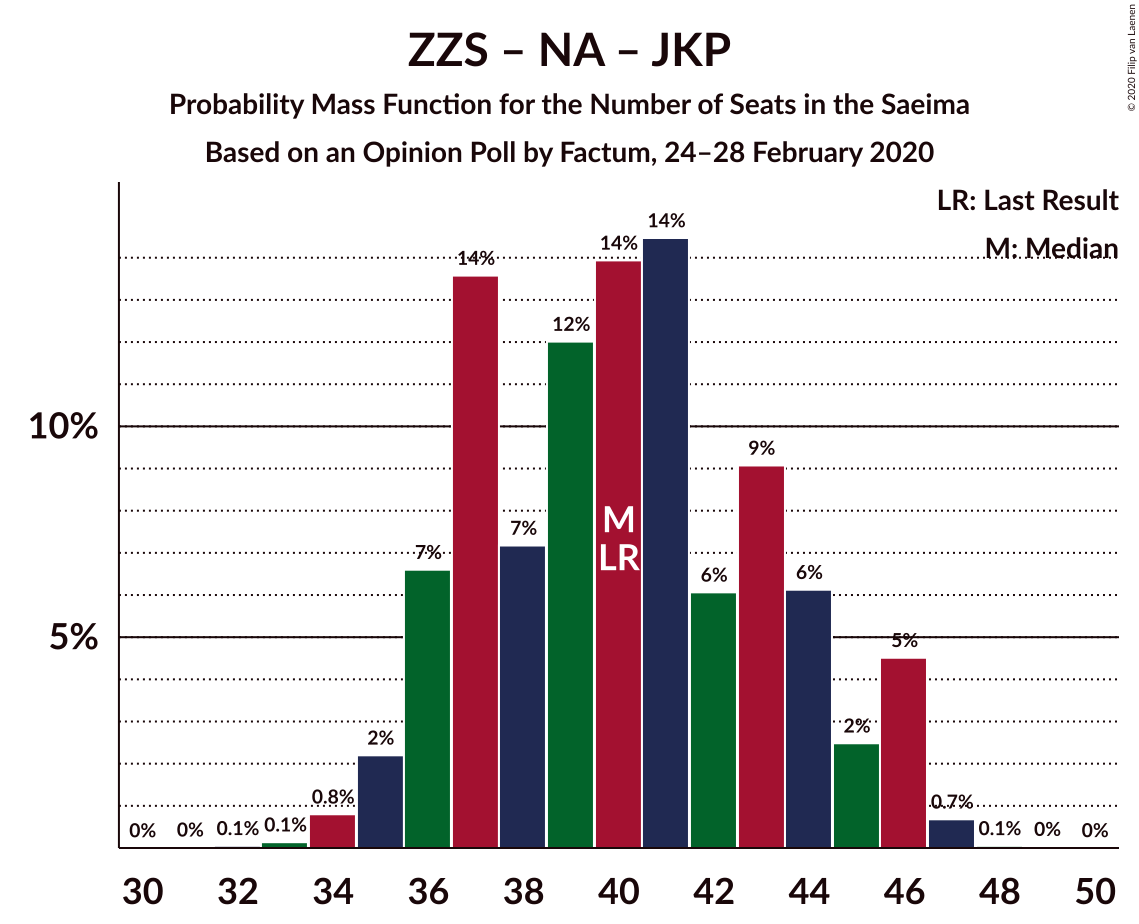 ZZS – NA – JKP
Probability Mass Function for the Number of Seats in the Saeima
Based on an Opinion Poll by Factum, 24–28 February 2020
© 2020 Filip van Laenen
LR: Last Result
M: Median
10%
5%
0%
0%
0.1%
0.1%
0.8%
2%
7%
14%
7%
12%
14%
14%
6%
9%
6%
2%
5%
0.7%
0.1%
0%
0%
M
LR
30 32 34 36 38 40 42 44 46 48 50